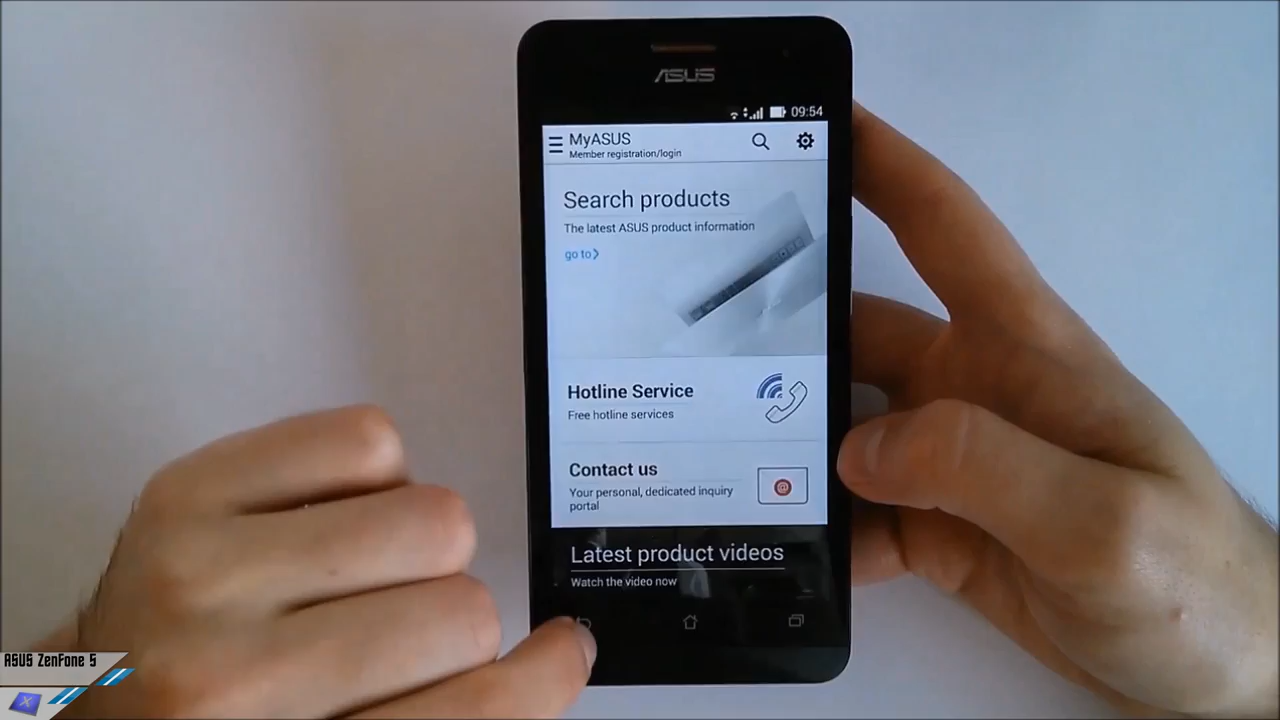 ASUS
09:54
MyASUS
Member registration/login
Search products
The latest ASUS product information
go to
Hotline Service
Free hotline services
Contact us
Your personal, dedicated inquiry
portal
@
Latest product videos
Watch the video now
ASUS ZenFone 5
X